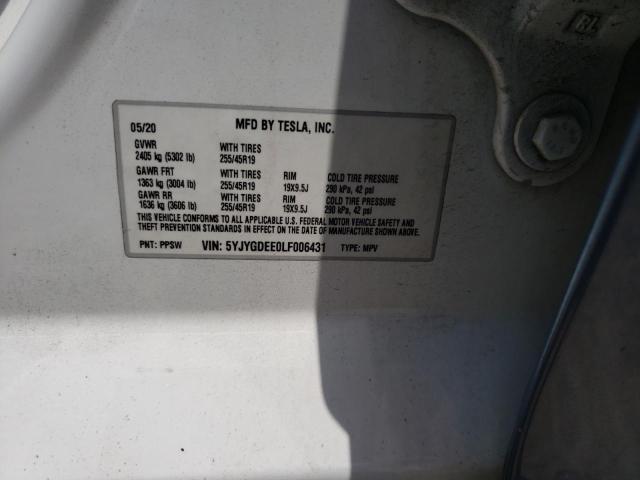 05/20 MFD BY TESLA, INC.
GVWR WITH TIRES
2405 kg (5302 lb) 255/45R19
GAWR FRT WITH TIRES RIM COLD TIRE PRESSURE
1363 kg (3004 lb) 255/45R19 19X9.5J 290 kPa, 42 psi
GAWR RR WITH TIRES RIM COLD TIRE PRESSURE
1636 kg (3606 lb) 255/45R19 19X9.5J 290 kPa, 42 psi
THIS VEHICLE CONFORMS TO ALL APPLICABLE U.S. FEDERAL MOTOR VEHICLE SAFETY AND
THEFT PREVENTION STANDARDS IN EFFECT ON THE DATE OF MANUFACTURE SHOWN ABOVE.
PNT: PPSW VIN: 5YJYGDEE0LF006431 TYPE: MPV